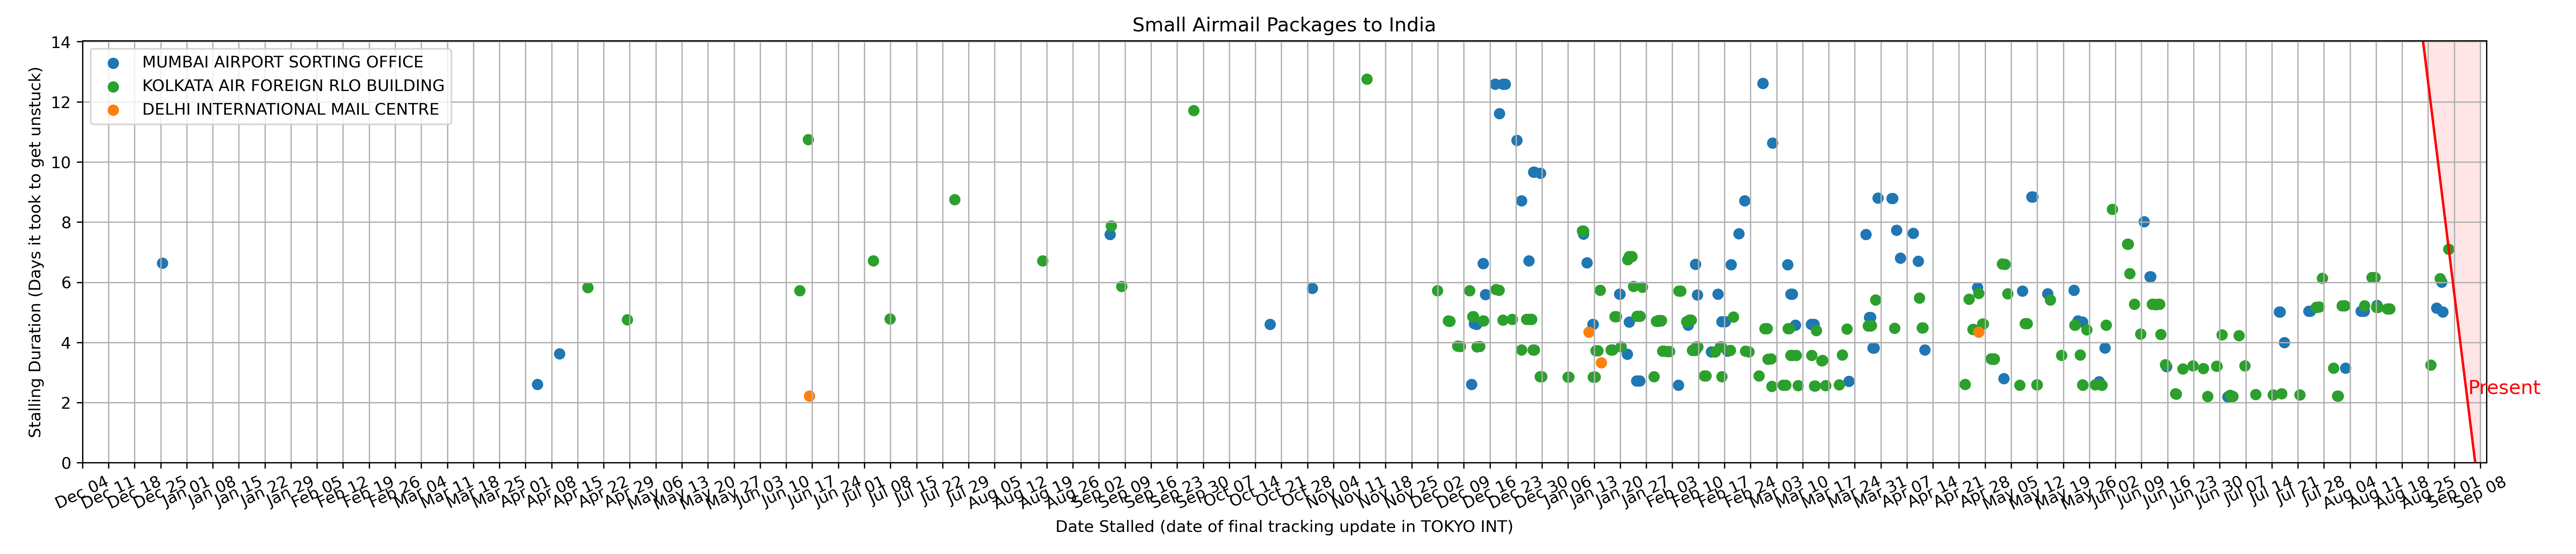 Small Airmail Packages to India
MUMBAI AIRPORT SORTING OFFICE
KOLKATA AIR FOREIGN RLO BUILDING
DELHI INTERNATIONAL MAIL CENTRE
Stalling Duration (Days it took to get unstuck)
14
12
10
8
6
4
2
0
Present
Dec 04
Dec 11
Dec 18
Dec 25
Jan 01
Jan 08
Jan 15
Jan 22
Jan 29
Feb 05
Feb 12
Feb 19
Feb 26
Mar 04
Mar 11
Mar 18
Mar 25
Apr 01
Apr 08
Apr 15
Apr 22
Apr 29
May 06
May 13
May 20
May 27
Jun 03
Jun 10
Jun 17
Jun 24
Jul 01
Jul 08
Jul 15
Jul 22
Jul 29
Aug 05
Aug 12
Aug 19
Aug 26
Sep 02
Sep 09
Sep 16
Sep 23
Sep 30
Oct 07
Oct 14
Oct 21
Oct 28
Nov 04
Nov 11
Nov 18
Nov 25
Dec 02
Dec 09
Dec 16
Dec 23
Dec 30
Jan 06
Jan 13
Jan 20
Jan 27
Feb 03
Feb 10
Feb 17
Feb 24
Mar 03
Mar 10
Mar 17
Mar 24
Mar 31
Apr 07
Apr 14
Apr 21
Apr 28
May 05
May 12
May 19
May 26
Jun 02
Jun 09
Jun 16
Jun 23
Jun 30
Jul 07
Jul 14
Jul 21
Jul 28
Aug 04
Aug 11
Aug 18
Aug 25
Sep 01
Sep 08
Date Stalled (date of final tracking update in TOKYO INT)